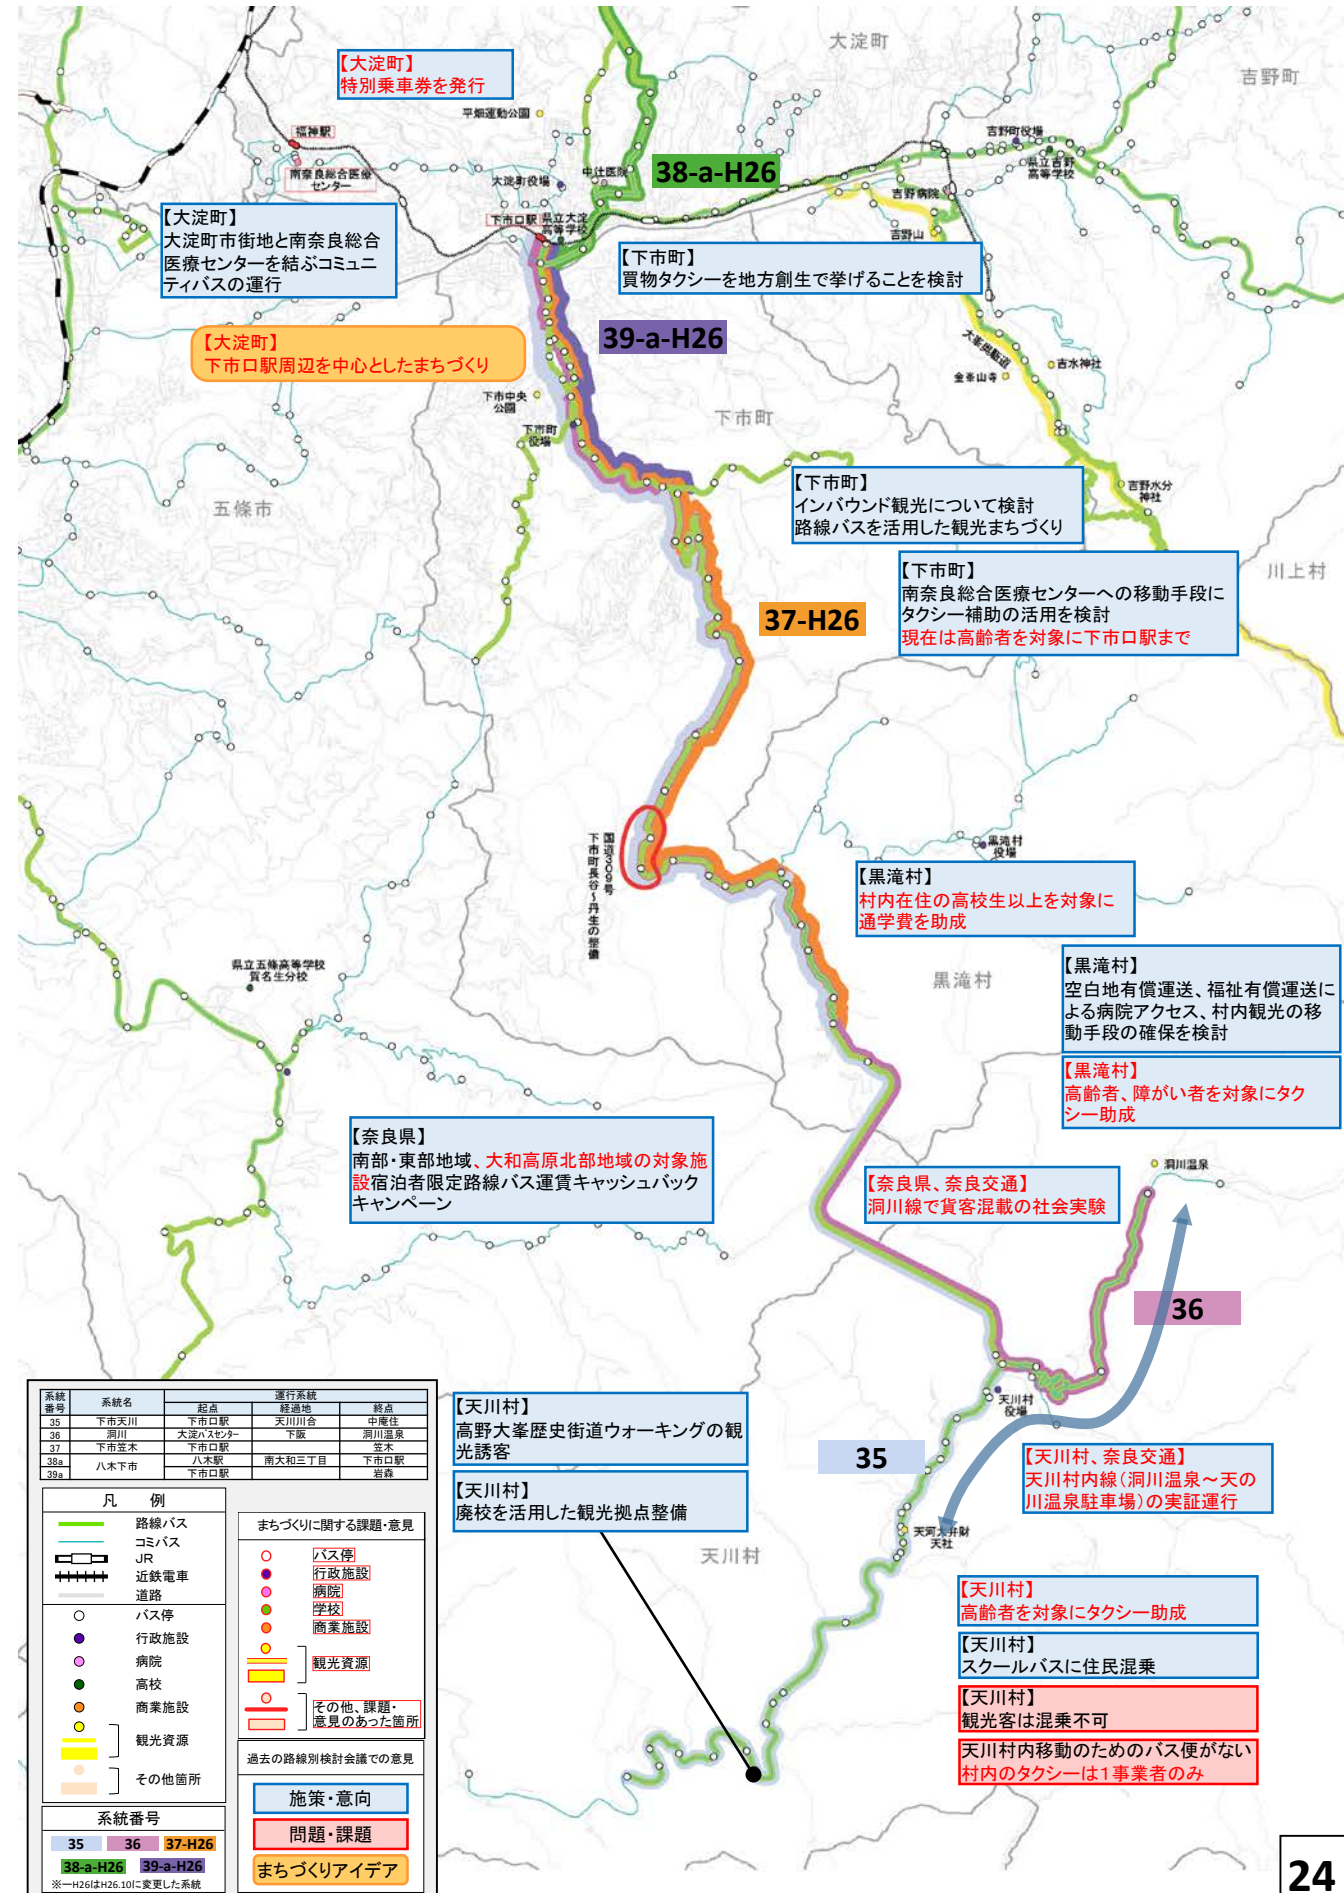 大淀町
吉野町
【大淀町】
特別乗車券を発行
平畑運動公園
福神駅
南奈良総合医療
センター
大淀町役場
中辻医院
38-a-H26
吉野町役場
県立吉野
高等学校
吉野病院
吉野山
下市口駅
県立大淀
高等学校
【大淀町】
大淀町市街地と南奈良総合
医療センターを結ぶコミュニ
ティバスの運行
【下市町】
買物タクシーを地方創生で挙げることを検討
39-a-H26
【大淀町】
下市口駅周辺を中心としたまちづくり
大峯奥駈道
吉水神社
金峯山寺
下市中央
公園
下市町
役場
下市町
五條市
【下市町】
インバウンド観光について検討
路線バスを活用した観光まちづくり
吉野水分
神社
川上村
【下市町】
南奈良総合医療センターへの移動手段に
タクシー補助の活用を検討
現在は高齢者を対象に下市口駅まで
37-H26
国道309号
下市町長谷～丹生の整備
黒滝村
役場
【黒滝村】
村内在住の高校生以上を対象に
通学費を助成
県立五條高等学校
賀名生分校
黒滝村
【黒滝村】
空白地有償運送、福祉有償運送に
よる病院アクセス、村内観光の移
動手段の確保を検討
【黒滝村】
高齢者、障がい者を対象にタク
シー助成
【奈良県】
南部・東部地域、大和高原北部地域の対象施
設宿泊者限定路線バス運賃キャッシュバック
キャンペーン
洞川温泉
【奈良県、奈良交通】
洞川線で貨客混載の社会実験
36
天川村
役場
【天川村】
高野大峯歴史街道ウォーキングの観
光誘客
【天川村】
廃校を活用した観光拠点整備
35
【天川村、奈良交通】
天川村内線（洞川温泉～天の
川温泉駐車場）の実証運行
天河大弁財
天社
天川村
【天川村】
高齢者を対象にタクシー助成
【天川村】
スクールバスに住民混乗
【天川村】
観光客は混乗不可
天川村内移動のためのバス便がない
村内のタクシーは1事業者のみ
系統番号 系統名 運行系統
起点 経過地 終点
35 下市天川 下市口駅 天川川合 中庵住
36 洞川 大淀バスセンター 下阪 洞川温泉
37 下市笠木 下市口駅 笠木
38a 八木下市 八木駅 南大和三丁目 下市口駅
39a 下市口駅 岩森
凡 例
路線バス
コミバス
JR
近鉄電車
道路
バス停
行政施設
病院
高校
商業施設
観光資源
その他箇所
系統番号
35 36 37-H26
38-a-H26 39-a-H26
※－H26はH26.10に変更した系統
まちづくりに関する課題・意見
バス停
行政施設
病院
学校
商業施設
観光資源
その他、課題・
意見のあった箇所
過去の路線別検討会議での意見
施策・意向
問題・課題
まちづくりアイデア
24